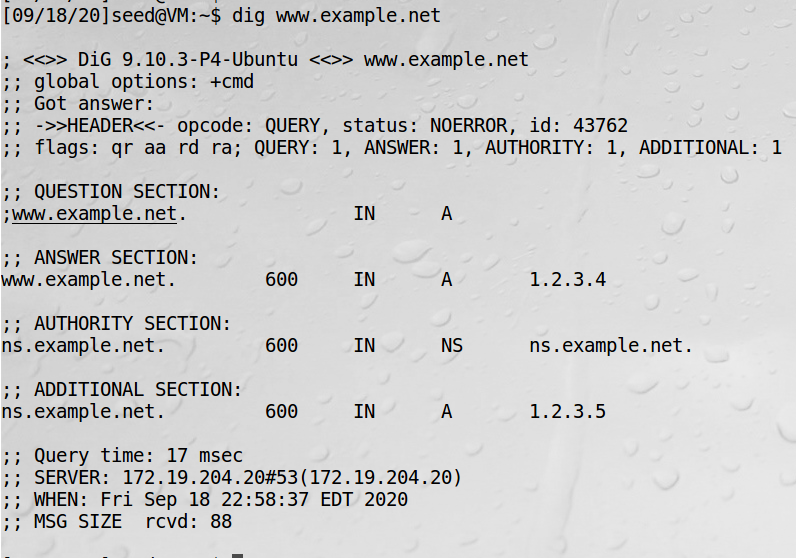 [09/18/20]seed@VM:~$ dig www.example.net
; <<>> DiG 9.10.3-P4-Ubuntu <<>> www.example.net
;; global options: +cmd
;; Got answer:
;; ->>HEADER<<- opcode: QUERY, status: NOERROR, id: 43762
;; flags: qr aa rd ra; QUERY: 1, ANSWER: 1, AUTHORITY: 1, ADDITIONAL: 1
;; QUESTION SECTION:
;www.example.net. IN A
;; ANSWER SECTION:
www.example.net. 600 IN A 1.2.3.4
;; AUTHORITY SECTION:
ns.example.net. 600 IN NS ns.example.net.
;; ADDITIONAL SECTION:
ns.example.net. 600 IN A 1.2.3.5
;; Query time: 17 msec
;; SERVER: 172.19.204.20#53(172.19.204.20)
;; WHEN: Fri Sep 18 22:58:37 EDT 2020
;; MSG SIZE rcvd: 88